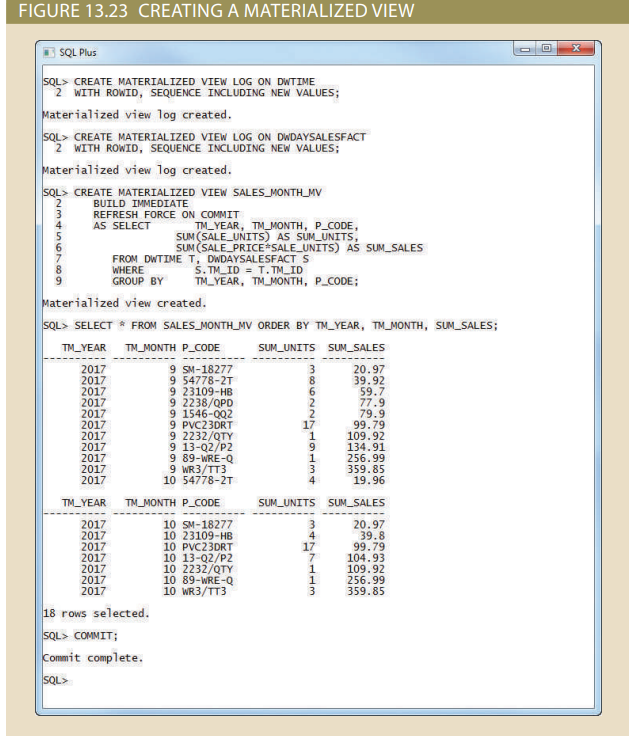 FIGURE 13.23 CREATING A MATERIALIZED VIEW
SQL Plus
SQL> CREATE MATERIALIZED VIEW LOG ON DWTIME
2 WITH ROWID, SEQUENCE INCLUDING NEW VALUES;
Materialized view log created.
SQL> CREATE MATERIALIZED VIEW LOG ON DWDAYSALESFACT
2 WITH ROWID, SEQUENCE INCLUDING NEW VALUES;
Materialized view log created.
SQL> CREATE MATERIALIZED VIEW SALES_MONTH_MV
2 BUILD IMMEDIATE
3 REFRESH FORCE ON COMMIT
4 AS SELECT TM_YEAR, TM_MONTH, P_CODE,
5 SUM(SALE_UNITS) AS SUM_UNITS,
6 SUM(SALE_PRICE*SALE_UNITS) AS SUM_SALES
7 FROM DWTIME T, DWDAYSALESFACT S
8 WHERE S.TM_ID = T.TM_ID
9 GROUP BY TM_YEAR, TM_MONTH, P_CODE;
Materialized view created.
SQL> SELECT * FROM SALES_MONTH_MV ORDER BY TM_YEAR, TM_MONTH, SUM_SALES;
TM_YEAR TM_MONTH P_CODE SUM_UNITS SUM_SALES
---------- ---------- ---------- ---------- ----------
2017 9 SM-18277 3 20.97
2017 9 54778-2T 8 39.92
2017 9 23109-HB 6 59.7
2017 9 2238/QPD 2 77.9
2017 9 1546-QQ2 2 79.9
2017 9 PVC23DRT 17 99.79
2017 9 2232/QTY 1 109.92
2017 9 13-Q2/P2 9 134.91
2017 9 89-WRE-Q 1 256.99
2017 9 WR3/TT3 3 359.85
2017 10 54778-2T 4 19.96
TM_YEAR TM_MONTH P_CODE SUM_UNITS SUM_SALES
---------- ---------- ---------- ---------- ----------
2017 10 SM-18277 3 20.97
2017 10 23109-HB 4 39.8
2017 10 PVC23DRT 17 99.79
2017 10 13-Q2/P2 7 104.93
2017 10 2232/QTY 1 109.92
2017 10 89-WRE-Q 1 256.99
2017 10 WR3/TT3 3 359.85
18 rows selected.
SQL> COMMIT;
Commit complete.
SQL>